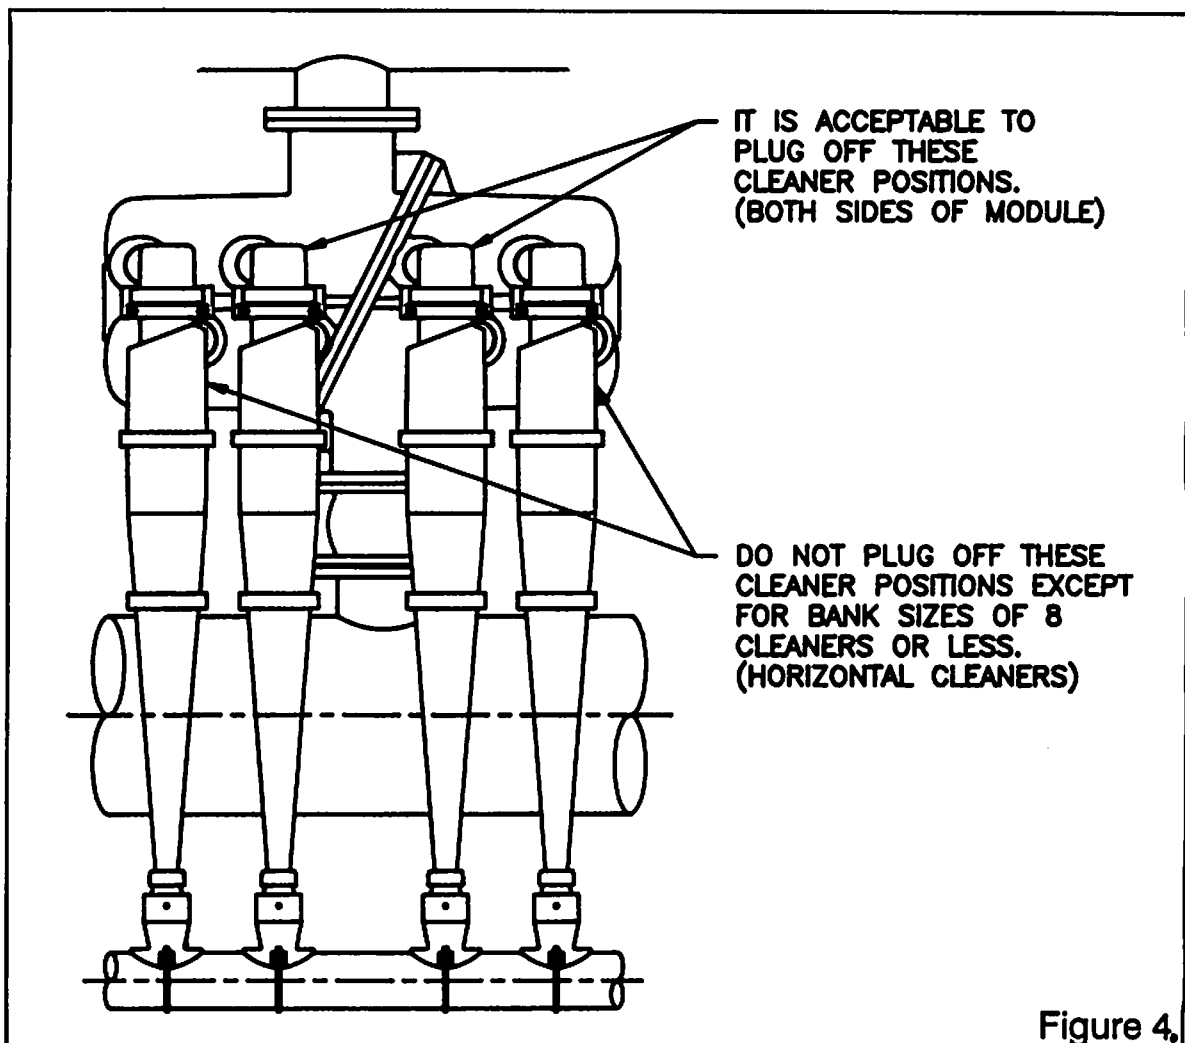 IT IS ACCEPTABLE TO
PLUG OFF THESE
CLEANER POSITIONS.
(BOTH SIDES OF MODULE)
DO NOT PLUG OFF THESE
CLEANER POSITIONS EXCEPT
FOR BANK SIZES OF 8
CLEANERS OR LESS.
(HORIZONTAL CLEANERS)
Figure 4.